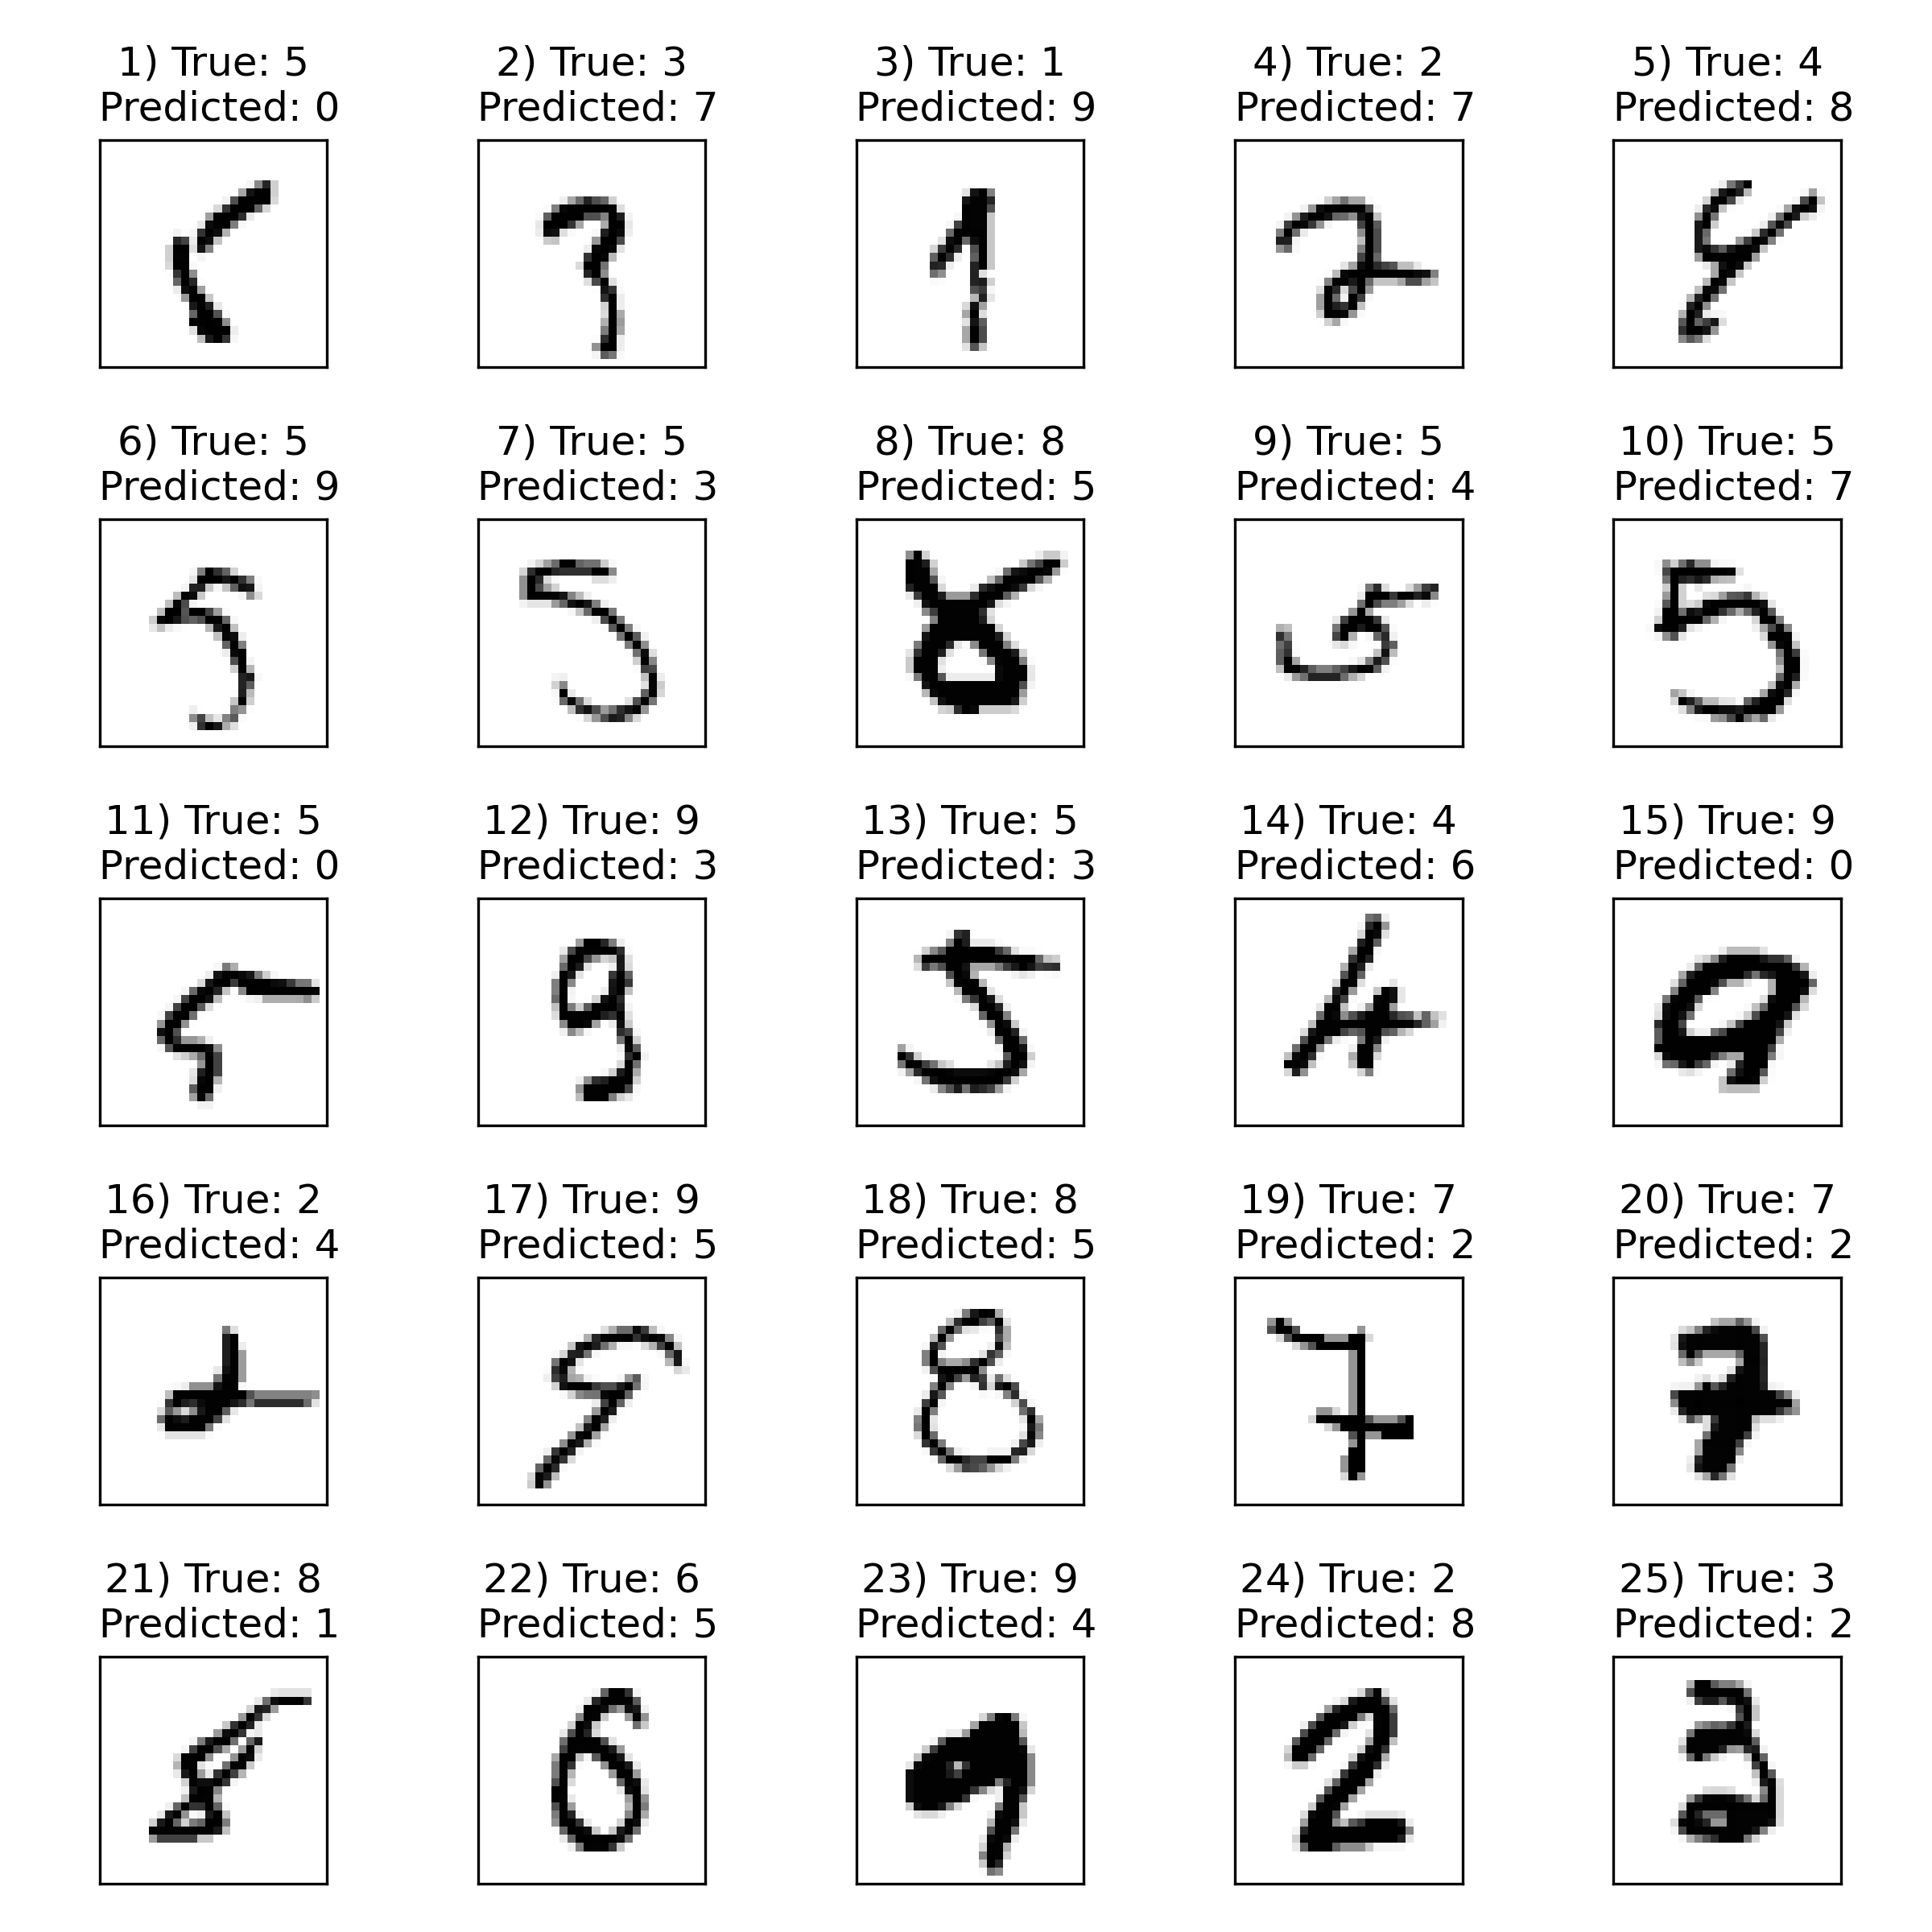 1) True: 5
Predicted: 0
2) True: 3
Predicted: 7
3) True: 1
Predicted: 9
4) True: 2
Predicted: 7
5) True: 4
Predicted: 8
6) True: 5
Predicted: 9
7) True: 5
Predicted: 3
8) True: 8
Predicted: 5
9) True: 5
Predicted: 4
10) True: 5
Predicted: 7
11) True: 5
Predicted: 0
12) True: 9
Predicted: 3
13) True: 5
Predicted: 3
14) True: 4
Predicted: 6
15) True: 9
Predicted: 0
16) True: 2
Predicted: 4
17) True: 9
Predicted: 5
18) True: 8
Predicted: 5
19) True: 7
Predicted: 2
20) True: 7
Predicted: 2
21) True: 8
Predicted: 1
22) True: 6
Predicted: 5
23) True: 9
Predicted: 4
24) True: 2
Predicted: 8
25) True: 3
Predicted: 2